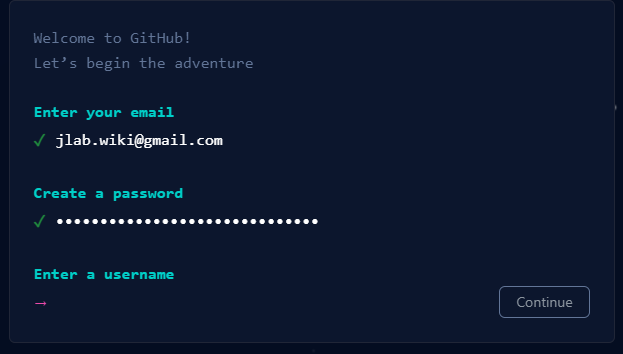 Welcome to GitHub!
Let’s begin the adventure
Enter your email
✓ jlab.wiki@gmail.com
Create a password
✓ ••••••••••••••••••••••••••••••
Enter a username
→
Continue